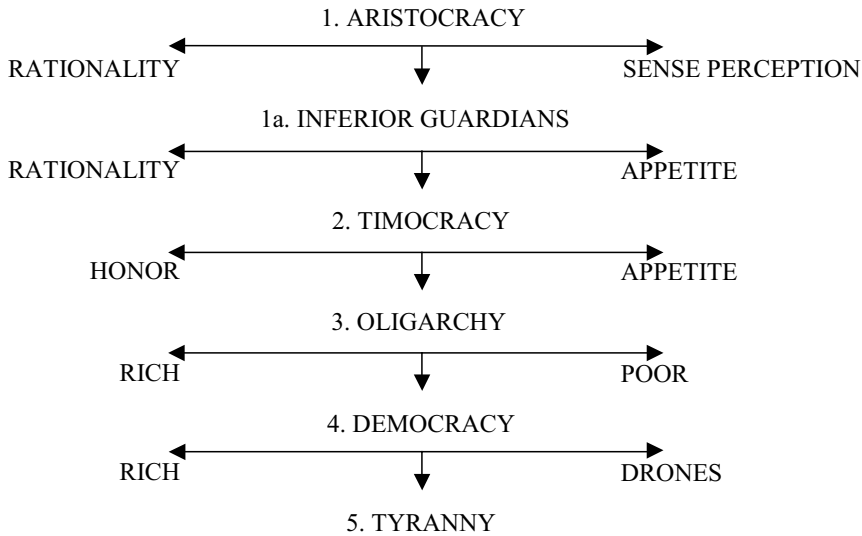 1. ARISTOCRACY
RATIONALITY SENSE PERCEPTION
1a. INFERIOR GUARDIANS
RATIONALITY APPETITE
2. TIMOCRACY
HONOR APPETITE
3. OLIGARCHY
RICH POOR
4. DEMOCRACY
RICH DRONES
5. TYRANNY